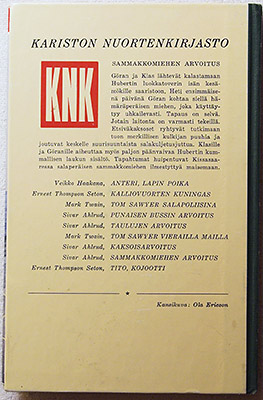 KARISTON NUORTENKIRJASTO
KNK
SAMMAKKOMIEHEN ARVOITUS
Göran ja Klas lähtevät kalastamaan
Hubertin luokkatoverin isän kesä-
mökille saaristoon. Heti ensimmäise-
nä päivänä Göran kohtaa siellä hä-
märäperäisen miehen, joka käyttäy-
tyy uhkailevasti. Tapaus on selvä.
Jotain laitonta on varmasti tekeillä.
Etsiväkaksoset ryhtyvät tutkimaan
tuon merkillisen kulkijan puuhia ja
joutuvat keskelle suurisuuntaista salakuljetusjuttua. Klasille
ja Göranille aiheuttaa myös paljon päänvaivaa Hubertin kum-
mallisen laukun sisältö. Tapahtumat huipentuvat Kissasaa-
ressa salaperäisen sammakkomiehen ilmestyttyä maisemaan.
Veikko Haakana, ANTERI, LAPIN POIKA
Ernest Thompson Seton, KALLIOVUORTEN KUNINGAS
Mark Twain, TOM SAWYER SALAPOLIISINA
Sivar Ahlrud, PUNAISEN BUSSIN ARVOITUS
Sivar Ahlrud, TAULUJEN ARVOITUS
Mark Twain, TOM SAWYER VIERAILLA MAILLA
Sivar Ahlrud, KAKSOISARVOITUS
Sivar Ahlrud, SAMMAKKOMIEHEN ARVOITUS
Ernest Thompson Seton, TITO, KOJOOTTI
Kansikuva: Ola Ericson